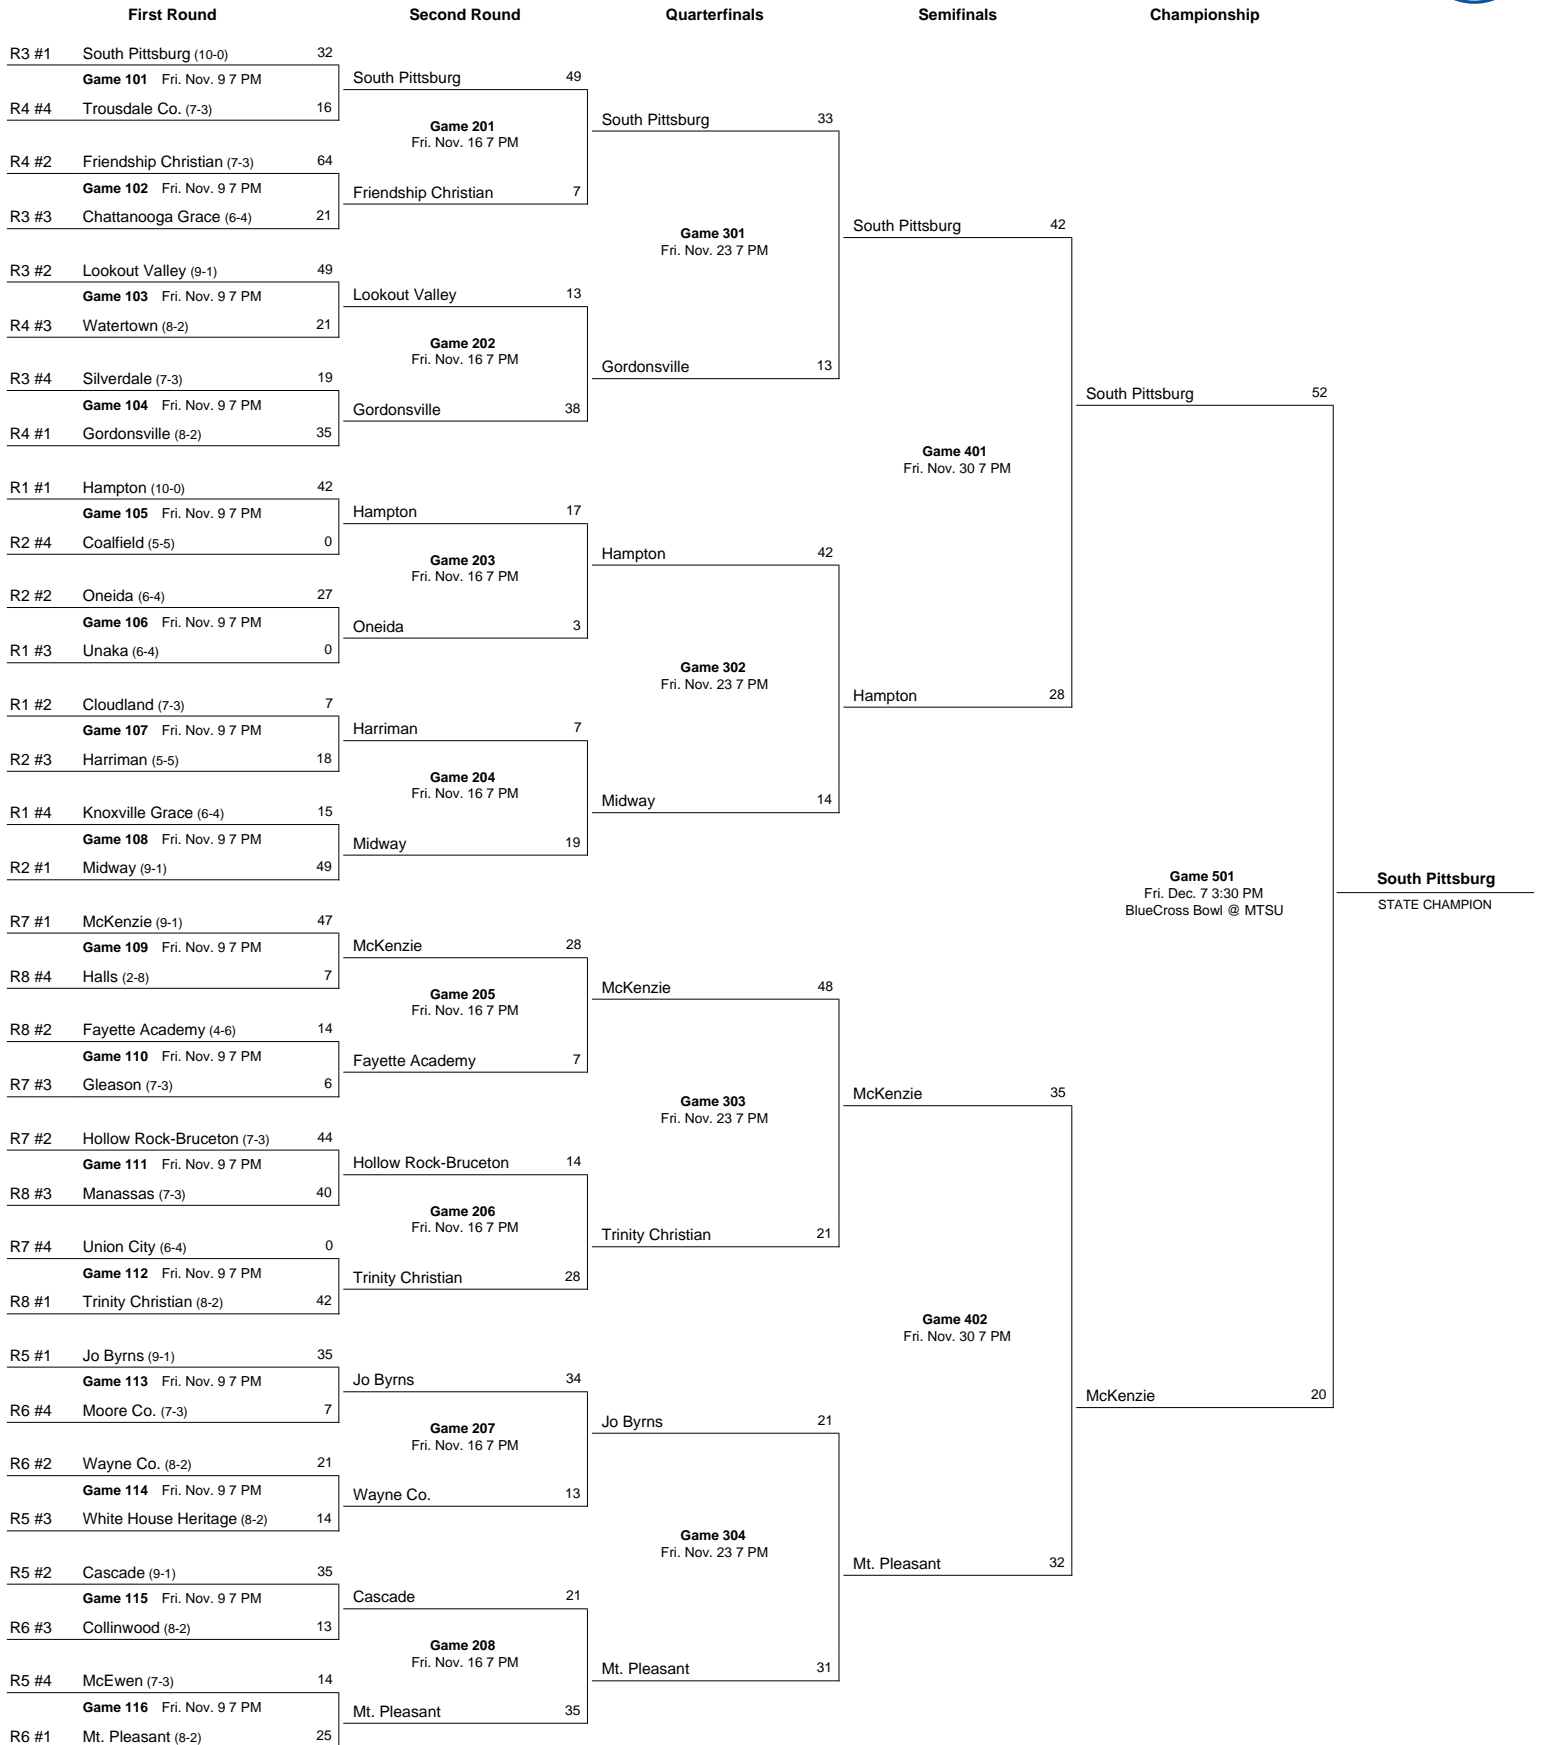 First Round Second Round Quarterfinals Semifinals Championship
R3 #1 South Pittsburg (10-0) 32
Game 101 Fri. Nov. 9 7 PM
R4 #4 Trousdale Co. (7-3) 16
South Pittsburg 49
Game 201
Fri. Nov. 16 7 PM
Friendship Christian 7
R4 #2 Friendship Christian (7-3) 64
Game 102 Fri. Nov. 9 7 PM
R3 #3 Chattanooga Grace (6-4) 21
South Pittsburg 33
Game 301
Fri. Nov. 23 7 PM
Gordonsville 13
R3 #2 Lookout Valley (9-1) 49
Game 103 Fri. Nov. 9 7 PM
R4 #3 Watertown (8-2) 21
Lookout Valley 13
Game 202
Fri. Nov. 16 7 PM
Gordonsville 38
R3 #4 Silverdale (7-3) 19
Game 104 Fri. Nov. 9 7 PM
R4 #1 Gordonsville (8-2) 35
South Pittsburg 42
Game 401
Fri. Nov. 30 7 PM
Hampton 28
R1 #1 Hampton (10-0) 42
Game 105 Fri. Nov. 9 7 PM
R2 #4 Coalfield (5-5) 0
Hampton 17
Game 203
Fri. Nov. 16 7 PM
Oneida 3
R2 #2 Oneida (6-4) 27
Game 106 Fri. Nov. 9 7 PM
R1 #3 Unaka (6-4) 0
Hampton 42
Game 302
Fri. Nov. 23 7 PM
Midway 14
R1 #2 Cloudland (7-3) 7
Game 107 Fri. Nov. 9 7 PM
R2 #3 Harriman (5-5) 18
Harriman 7
Game 204
Fri. Nov. 16 7 PM
Midway 19
R1 #4 Knoxville Grace (6-4) 15
Game 108 Fri. Nov. 9 7 PM
R2 #1 Midway (9-1) 49
South Pittsburg 52
Game 501
Fri. Dec. 7 3:30 PM
BlueCross Bowl @ MTSU
McKenzie 20
South Pittsburg
STATE CHAMPION
R7 #1 McKenzie (9-1) 47
Game 109 Fri. Nov. 9 7 PM
R8 #4 Halls (2-8) 7
McKenzie 28
Game 205
Fri. Nov. 16 7 PM
Fayette Academy 7
R8 #2 Fayette Academy (4-6) 14
Game 110 Fri. Nov. 9 7 PM
R7 #3 Gleason (7-3) 6
McKenzie 48
Game 303
Fri. Nov. 23 7 PM
Trinity Christian 21
R7 #2 Hollow Rock-Bruceton (7-3) 44
Game 111 Fri. Nov. 9 7 PM
R8 #3 Manassas (7-3) 40
Hollow Rock-Bruceton 14
Game 206
Fri. Nov. 16 7 PM
Trinity Christian 28
R7 #4 Union City (6-4) 0
Game 112 Fri. Nov. 9 7 PM
R8 #1 Trinity Christian (8-2) 42
McKenzie 35
Game 402
Fri. Nov. 30 7 PM
Mt. Pleasant 32
R5 #1 Jo Byrns (9-1) 35
Game 113 Fri. Nov. 9 7 PM
R6 #4 Moore Co. (7-3) 7
Jo Byrns 34
Game 207
Fri. Nov. 16 7 PM
Wayne Co. 13
R6 #2 Wayne Co. (8-2) 21
Game 114 Fri. Nov. 9 7 PM
R5 #3 White House Heritage (8-2) 14
Jo Byrns 21
Game 304
Fri. Nov. 23 7 PM
Mt. Pleasant 31
R5 #2 Cascade (9-1) 35
Game 115 Fri. Nov. 9 7 PM
R6 #3 Collinwood (8-2) 13
Cascade 21
Game 208
Fri. Nov. 16 7 PM
Mt. Pleasant 35
R5 #4 McEwen (7-3) 14
Game 116 Fri. Nov. 9 7 PM
R6 #1 Mt. Pleasant (8-2) 25